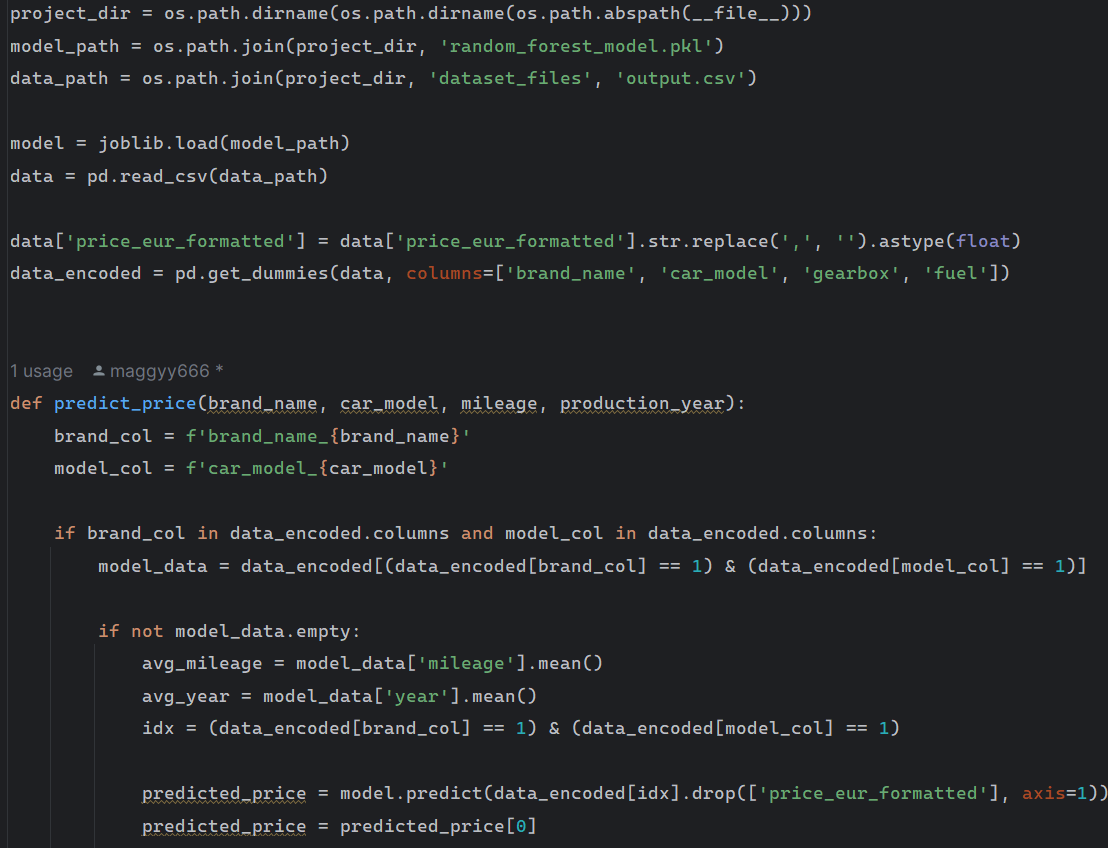 project_dir = os.path.dirname(os.path.dirname(os.path.abspath(__file__)))
model_path = os.path.join(project_dir, 'random_forest_model.pkl')
data_path = os.path.join(project_dir, 'dataset_files', 'output.csv')
model = joblib.load(model_path)
data = pd.read_csv(data_path)
data['price_eur_formatted'] = data['price_eur_formatted'].str.replace(',', '').astype(float)
data_encoded = pd.get_dummies(data, columns=['brand_name', 'car_model', 'gearbox', 'fuel'])
1 usage maggyy666 *
def predict_price(brand_name, car_model, mileage, production_year):
    brand_col = f'brand_name_{brand_name}'
    model_col = f'car_model_{car_model}'
    if brand_col in data_encoded.columns and model_col in data_encoded.columns:
        model_data = data_encoded[(data_encoded[brand_col] == 1) & (data_encoded[model_col] == 1)]
        if not model_data.empty:
            avg_mileage = model_data['mileage'].mean()
            avg_year = model_data['year'].mean()
            idx = (data_encoded[brand_col] == 1) & (data_encoded[model_col] == 1)
            predicted_price = model.predict(data_encoded[idx].drop(['price_eur_formatted'], axis=1))
            predicted_price = predicted_price[0]